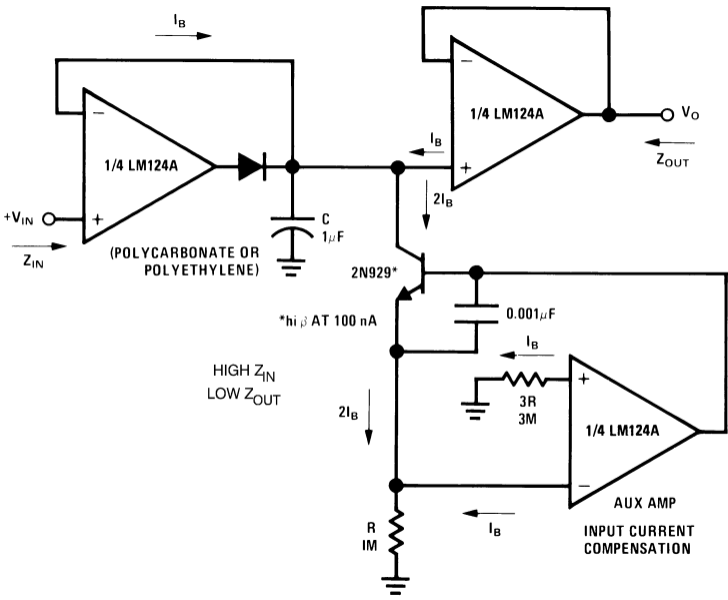 I_B
1/4 LM124A
−
+
+V_IN
Z_IN
C
1μF
(POLYCARBONATE OR
POLYETHYLENE)
−
1/4 LM124A
+
I_B
V_O
Z_OUT
2I_B
2N929*
*hi β AT 100 nA
0.001μF
HIGH Z_IN
LOW Z_OUT
I_B
3R
3M
+
1/4 LM124A
−
2I_B
AUX AMP
I_B
INPUT CURRENT
COMPENSATION
R
1M